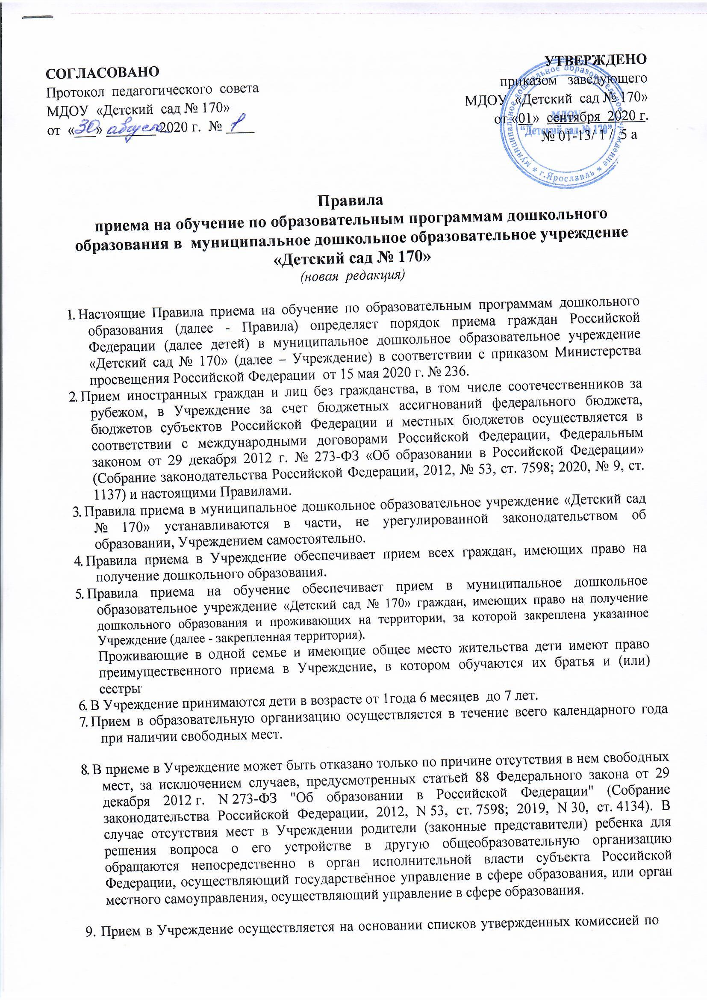 СОГЛАСОВАНО
Протокол педагогического совета
МДОУ «Детский сад № 170»
от «30» августа 2020 г. № 1
УТВЕРЖДЕНО
приказом заведующего
МДОУ «Детский сад № 170»
от «01» сентября 2020 г.
№ 01-13/ 1 / 5 а
муниципальное дошкольное образовательное учреждение * г.Ярославль *
МДОУ
“Детский сад № 170”
Правила
приема на обучение по образовательным программам дошкольного
образования в муниципальное дошкольное образовательное учреждение
«Детский сад № 170»
(новая редакция)
1. Настоящие Правила приема на обучение по образовательным программам дошкольного
образования (далее - Правила) определяет порядок приема граждан Российской
Федерации (далее детей) в муниципальное дошкольное образовательное учреждение
«Детский сад № 170» (далее – Учреждение) в соответствии с приказом Министерства
просвещения Российской Федерации от 15 мая 2020 г. № 236.
2. Прием иностранных граждан и лиц без гражданства, в том числе соотечественников за
рубежом, в Учреждение за счет бюджетных ассигнований федерального бюджета,
бюджетов субъектов Российской Федерации и местных бюджетов осуществляется в
соответствии с международными договорами Российской Федерации, Федеральным
законом от 29 декабря 2012 г. № 273-ФЗ «Об образовании в Российской Федерации»
(Собрание законодательства Российской Федерации, 2012, № 53, ст. 7598; 2020, № 9, ст.
1137) и настоящими Правилами.
3. Правила приема в муниципальное дошкольное образовательное учреждение «Детский сад
№ 170» устанавливаются в части, не урегулированной законодательством об
образовании, Учреждением самостоятельно.
4. Правила приема в Учреждение обеспечивает прием всех граждан, имеющих право на
получение дошкольного образования.
5. Правила приема на обучение обеспечивает прием в муниципальное дошкольное
образовательное учреждение «Детский сад № 170» граждан, имеющих право на получение
дошкольного образования и проживающих на территории, за которой закреплена указанное
Учреждение (далее - закрепленная территория).
Проживающие в одной семье и имеющие общее место жительства дети имеют право
преимущественного приема в Учреждение, в котором обучаются их братья и (или)
сестры.
6. В Учреждение принимаются дети в возрасте от 1года 6 месяцев до 7 лет.
7. Прием в образовательную организацию осуществляется в течение всего календарного года
при наличии свободных мест.
8. В приеме в Учреждение может быть отказано только по причине отсутствия в нем свободных
мест, за исключением случаев, предусмотренных статьей 88 Федерального закона от 29
декабря 2012 г. N 273-ФЗ "Об образовании в Российской Федерации" (Собрание
законодательства Российской Федерации, 2012, N 53, ст. 7598; 2019, N 30, ст. 4134). В
случае отсутствия мест в Учреждении родители (законные представители) ребенка для
решения вопроса о его устройстве в другую общеобразовательную организацию
обращаются непосредственно в орган исполнительной власти субъекта Российской
Федерации, осуществляющий государственное управление в сфере образования, или орган
местного самоуправления, осуществляющий управление в сфере образования.
9. Прием в Учреждение осуществляется на основании списков утвержденных комиссией по